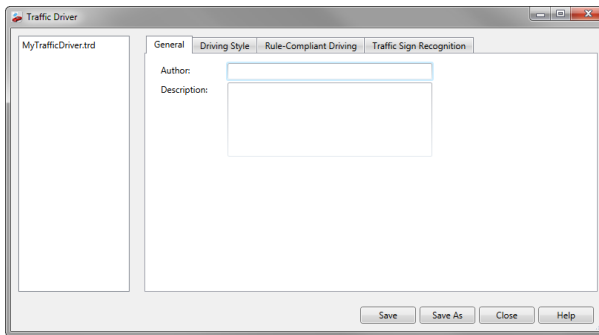 Traffic Driver
MyTrafficDriver.trd
General Driving Style Rule-Compliant Driving Traffic Sign Recognition
Author:
Description:
Save Save As Close Help